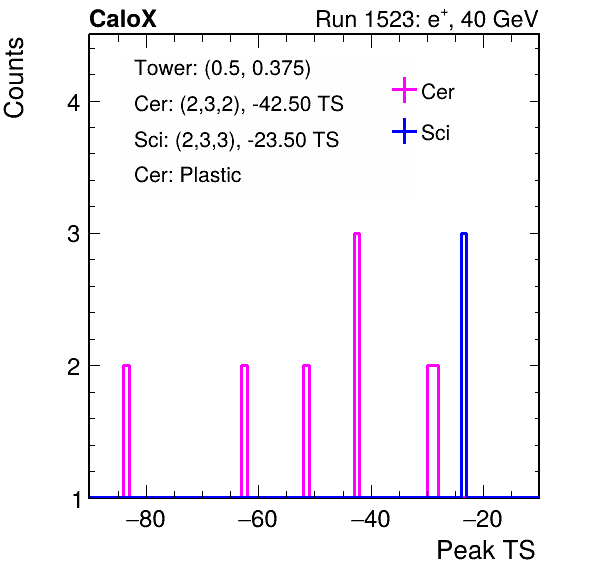 CaloX Run 1523: e⁺, 40 GeV
Counts
Tower: (0.5, 0.375)
Cer: (2,3,2), -42.50 TS
Sci: (2,3,3), -23.50 TS
Cer: Plastic
Cer
Sci
4
3
2
1
−80 −60 −40 −20
Peak TS